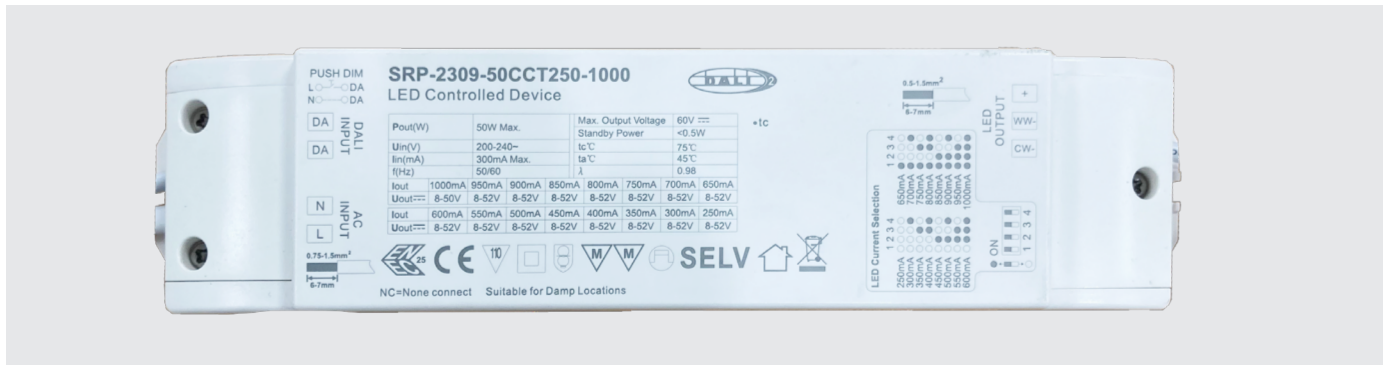 PUSH DIM
L DA
N DA
DA
DA
DALI INPUT
N
L
AC INPUT
0.75-1.5mm²
6-7mm
SRP-2309-50CCT250-1000
LED Controlled Device
DALI 2
Pout(W) 50W Max. Max. Output Voltage 60V
Standby Power <0.5W
Uin(V) 200-240~ tc℃ 75℃
Iin(mA) 300mA Max. ta℃ 45℃
f(Hz) 50/60 λ 0.98
Iout 1000mA 950mA 900mA 850mA 800mA 750mA 700mA 650mA
Uout 8-50V 8-52V 8-52V 8-52V 8-52V 8-52V 8-52V 8-52V
Iout 600mA 550mA 500mA 450mA 400mA 350mA 300mA 250mA
Uout 8-52V 8-52V 8-52V 8-52V 8-52V 8-52V 8-52V 8-52V
•tc
ENEC 25 CE 110 M M SELV
NC=None connect Suitable for Damp Locations
0.5-1.5mm²
6-7mm
LED OUTPUT
+
WW-
CW-
LED Current Selection
1 2 3 4
650mA
700mA
750mA
800mA
850mA
900mA
950mA
1000mA
1 2 3 4
250mA
300mA
350mA
400mA
450mA
500mA
550mA
600mA
ON
1 2 3 4